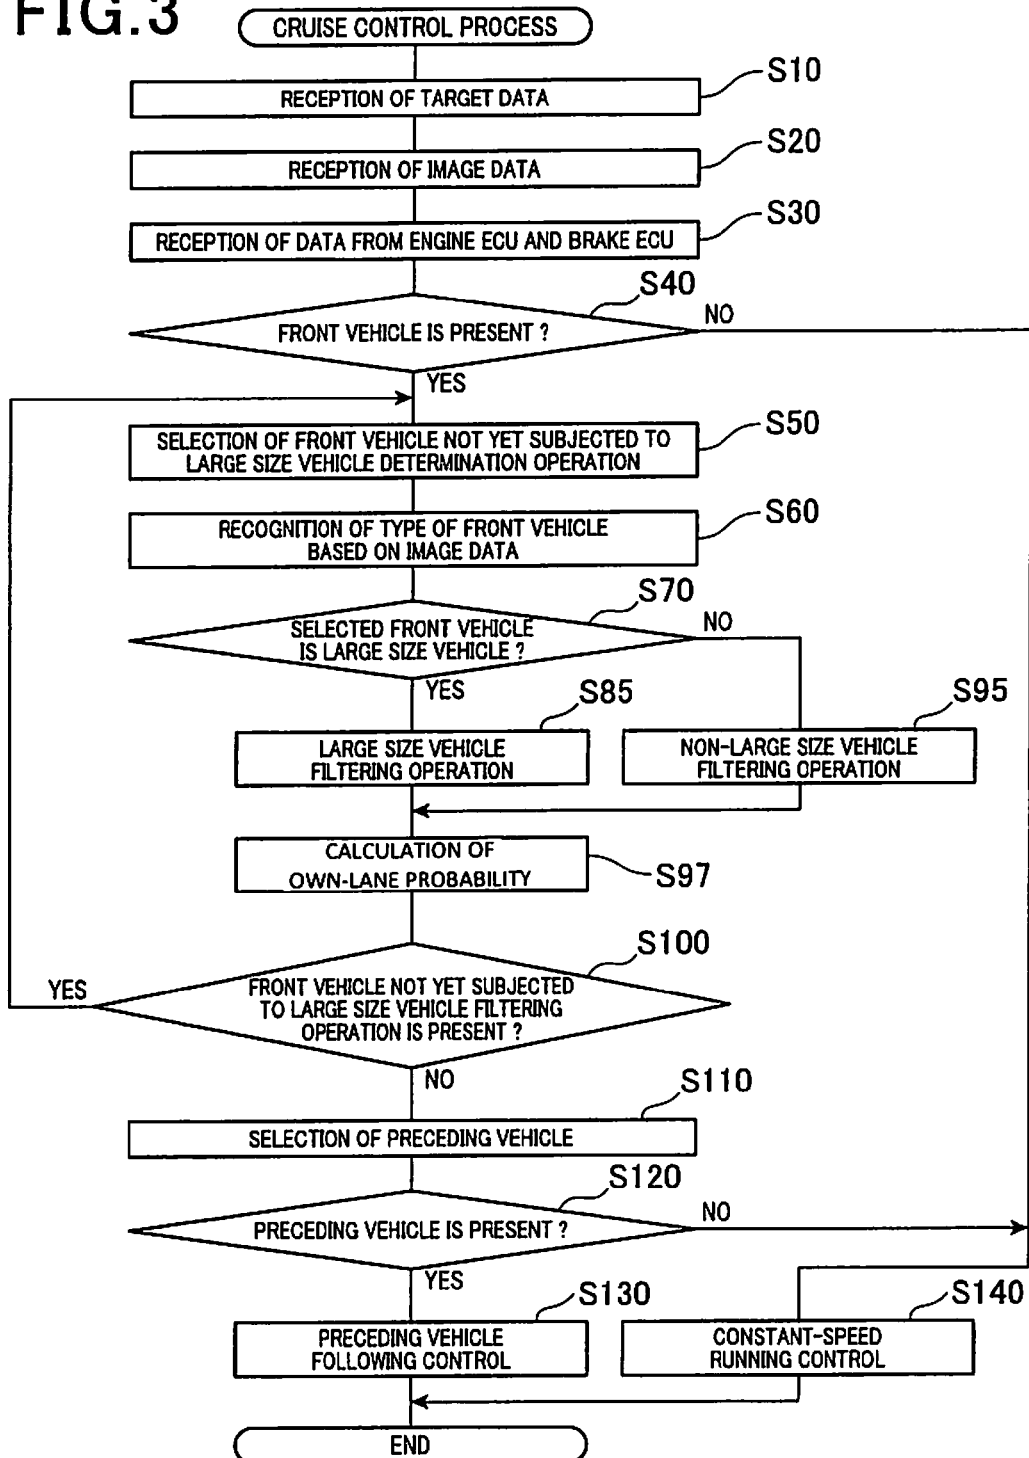 FIG.3
CRUISE CONTROL PROCESS
S10
RECEPTION OF TARGET DATA
S20
RECEPTION OF IMAGE DATA
S30
RECEPTION OF DATA FROM ENGINE ECU AND BRAKE ECU
S40
FRONT VEHICLE IS PRESENT ?
NO
YES
S50
SELECTION OF FRONT VEHICLE NOT YET SUBJECTED TO
LARGE SIZE VEHICLE DETERMINATION OPERATION
S60
RECOGNITION OF TYPE OF FRONT VEHICLE
BASED ON IMAGE DATA
S70
SELECTED FRONT VEHICLE
IS LARGE SIZE VEHICLE ?
NO
YES
S85
LARGE SIZE VEHICLE
FILTERING OPERATION
S95
NON-LARGE SIZE VEHICLE
FILTERING OPERATION
CALCULATION OF
OWN-LANE PROBABILITY
S97
S100
FRONT VEHICLE NOT YET SUBJECTED
TO LARGE SIZE VEHICLE FILTERING
OPERATION IS PRESENT ?
YES
NO
S110
SELECTION OF PRECEDING VEHICLE
S120
PRECEDING VEHICLE IS PRESENT ?
NO
YES
S130
PRECEDING VEHICLE
FOLLOWING CONTROL
S140
CONSTANT-SPEED
RUNNING CONTROL
END